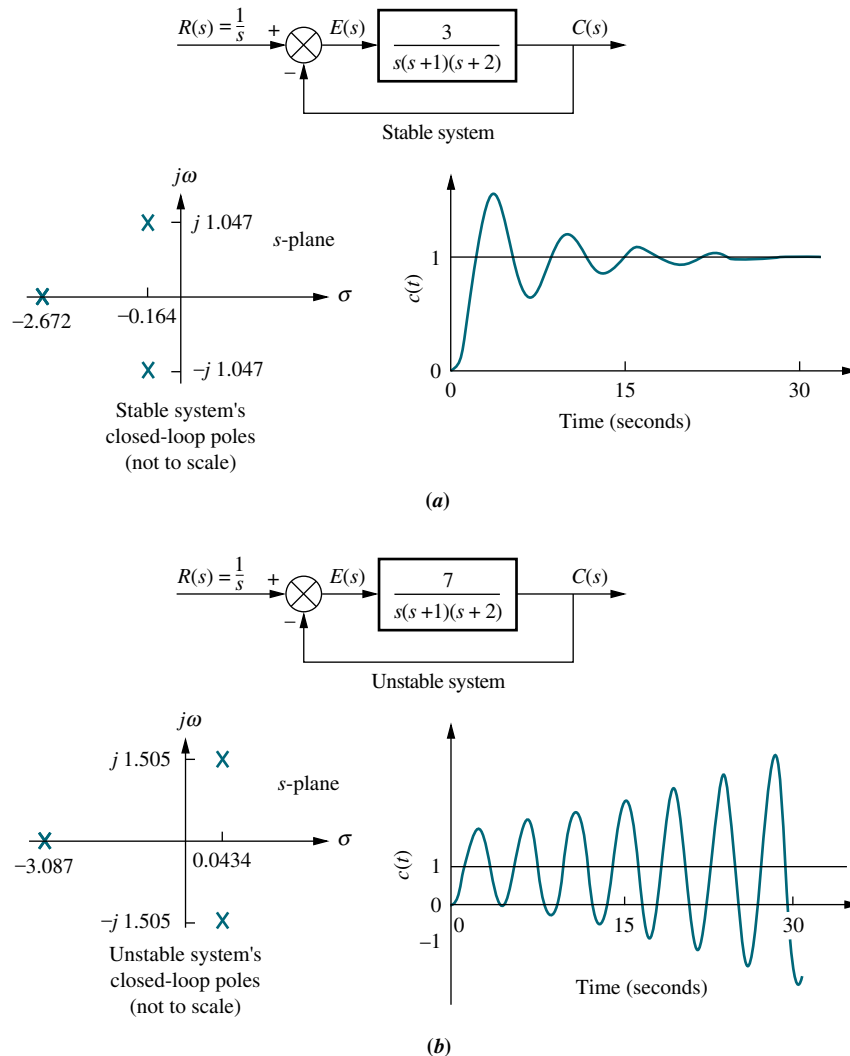 R(s) = 1/s
+
−
E(s)
3
s(s + 1)(s + 2)
C(s)
Stable system
jω
j 1.047
s-plane
σ
−2.672
−0.164
−j 1.047
Stable system's
closed-loop poles
(not to scale)
c(t)
1
0
0
15
30
Time (seconds)
(a)
R(s) = 1/s
+
−
E(s)
7
s(s + 1)(s + 2)
C(s)
Unstable system
jω
j 1.505
s-plane
σ
−3.087
0.0434
−j 1.505
Unstable system's
closed-loop poles
(not to scale)
c(t)
1
0
−1
0
15
30
Time (seconds)
(b)